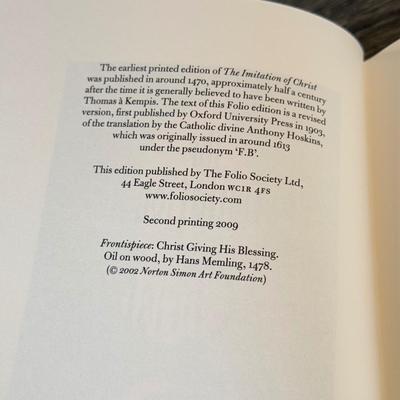 The earliest printed edition of The Imitation of Christ
was published in around 1470, approximately half a century
after the time it is generally believed to have been written by
Thomas à Kempis. The text of this Folio edition is a revised
version, first published by Oxford University Press in 1903,
of the translation by the Catholic divine Anthony Hoskins,
which was originally issued in around 1613
under the pseudonym ‘F.B’.
This edition published by The Folio Society Ltd,
44 Eagle Street, London WC1R 4FS
www.foliosociety.com
Second printing 2009
Frontispiece: Christ Giving His Blessing.
Oil on wood, by Hans Memling, 1478.
(© 2002 Norton Simon Art Foundation)